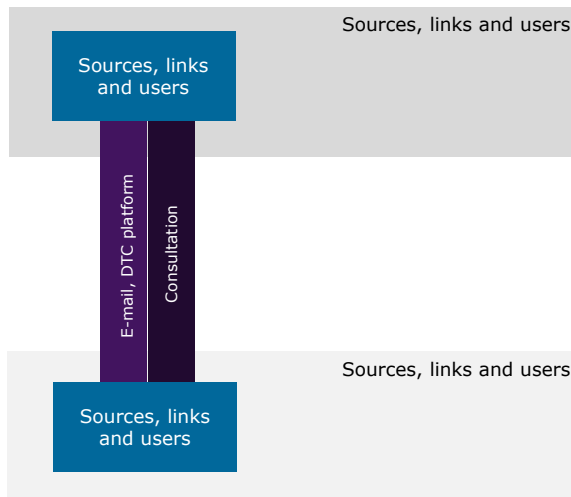 Sources, links and users
Sources, links
and users
E-mail, DTC platform
Consultation
Sources, links and users
Sources, links
and users